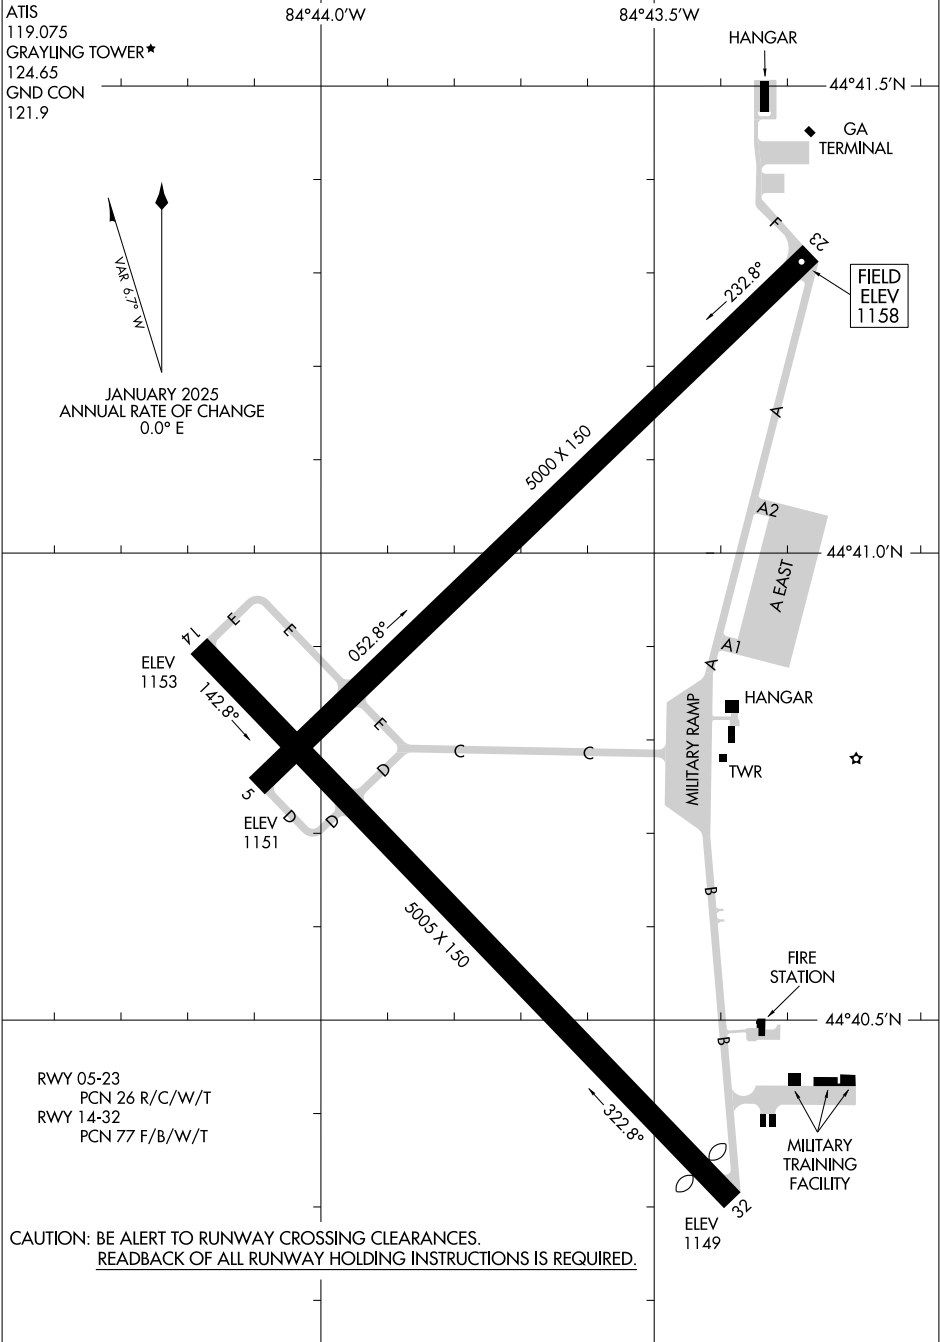 ATIS
119.075
GRAYLING TOWER★
124.65
GND CON
121.9
84°44.0'W
84°43.5'W
HANGAR
44°41.5'N
GA
TERMINAL
F
23
FIELD
ELEV
1158
232.8°
VAR 6.7° W
JANUARY 2025
ANNUAL RATE OF CHANGE
0.0° E
A
5000 X 150
A2
44°41.0'N
A EAST
E
E
14
052.8°
A1
A
ELEV
1153
142.8°
HANGAR
MILITARY RAMP
E
C
C
TWR
D
5
D
D
ELEV
1151
B
5005 X 150
FIRE
STATION
44°40.5'N
B
RWY 05-23
PCN 26 R/C/W/T
RWY 14-32
PCN 77 F/B/W/T
322.8°
MILITARY
TRAINING
FACILITY
32
ELEV
1149
CAUTION: BE ALERT TO RUNWAY CROSSING CLEARANCES.
READBACK OF ALL RUNWAY HOLDING INSTRUCTIONS IS REQUIRED.